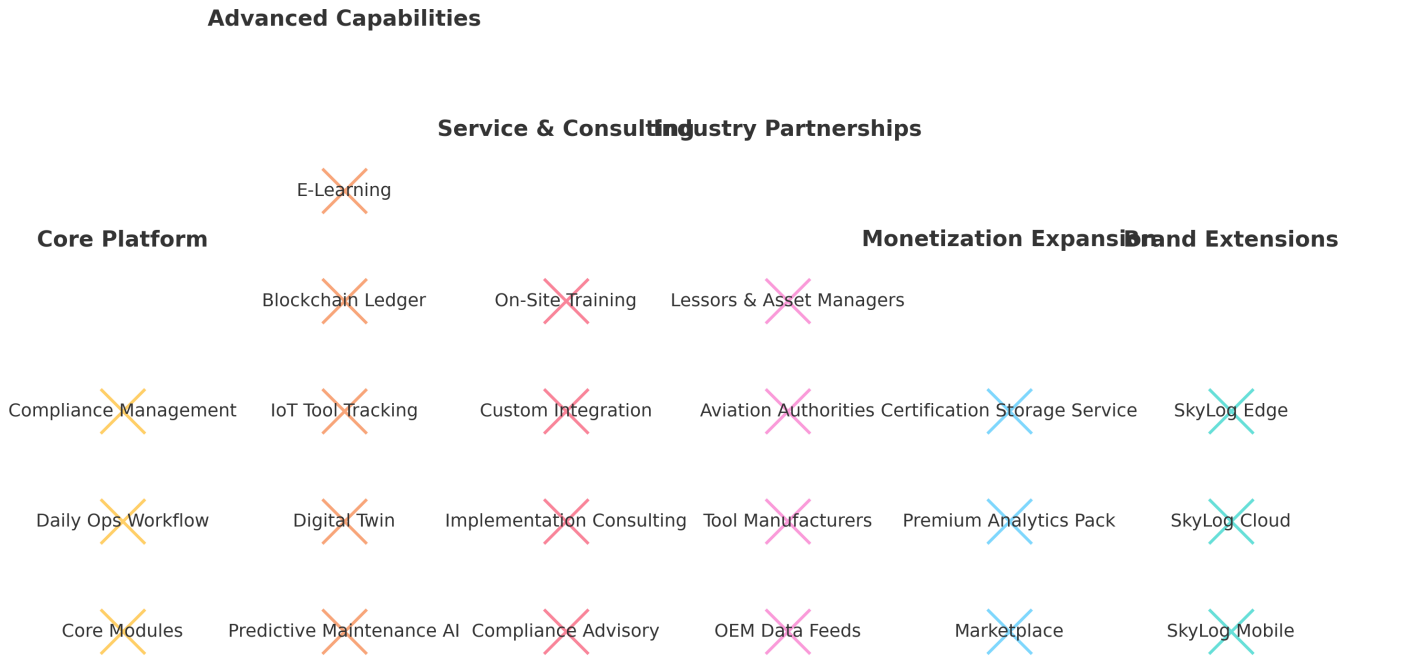 Advanced Capabilities
Service & Consulting
Industry Partnerships
E-Learning
Core Platform
Monetization Expansion
Brand Extensions
Blockchain Ledger
On-Site Training
Lessors & Asset Managers
Compliance Management
IoT Tool Tracking
Custom Integration
Aviation Authorities
Certification Storage Service
SkyLog Edge
Daily Ops Workflow
Digital Twin
Implementation Consulting
Tool Manufacturers
Premium Analytics Pack
SkyLog Cloud
Core Modules
Predictive Maintenance AI
Compliance Advisory
OEM Data Feeds
Marketplace
SkyLog Mobile